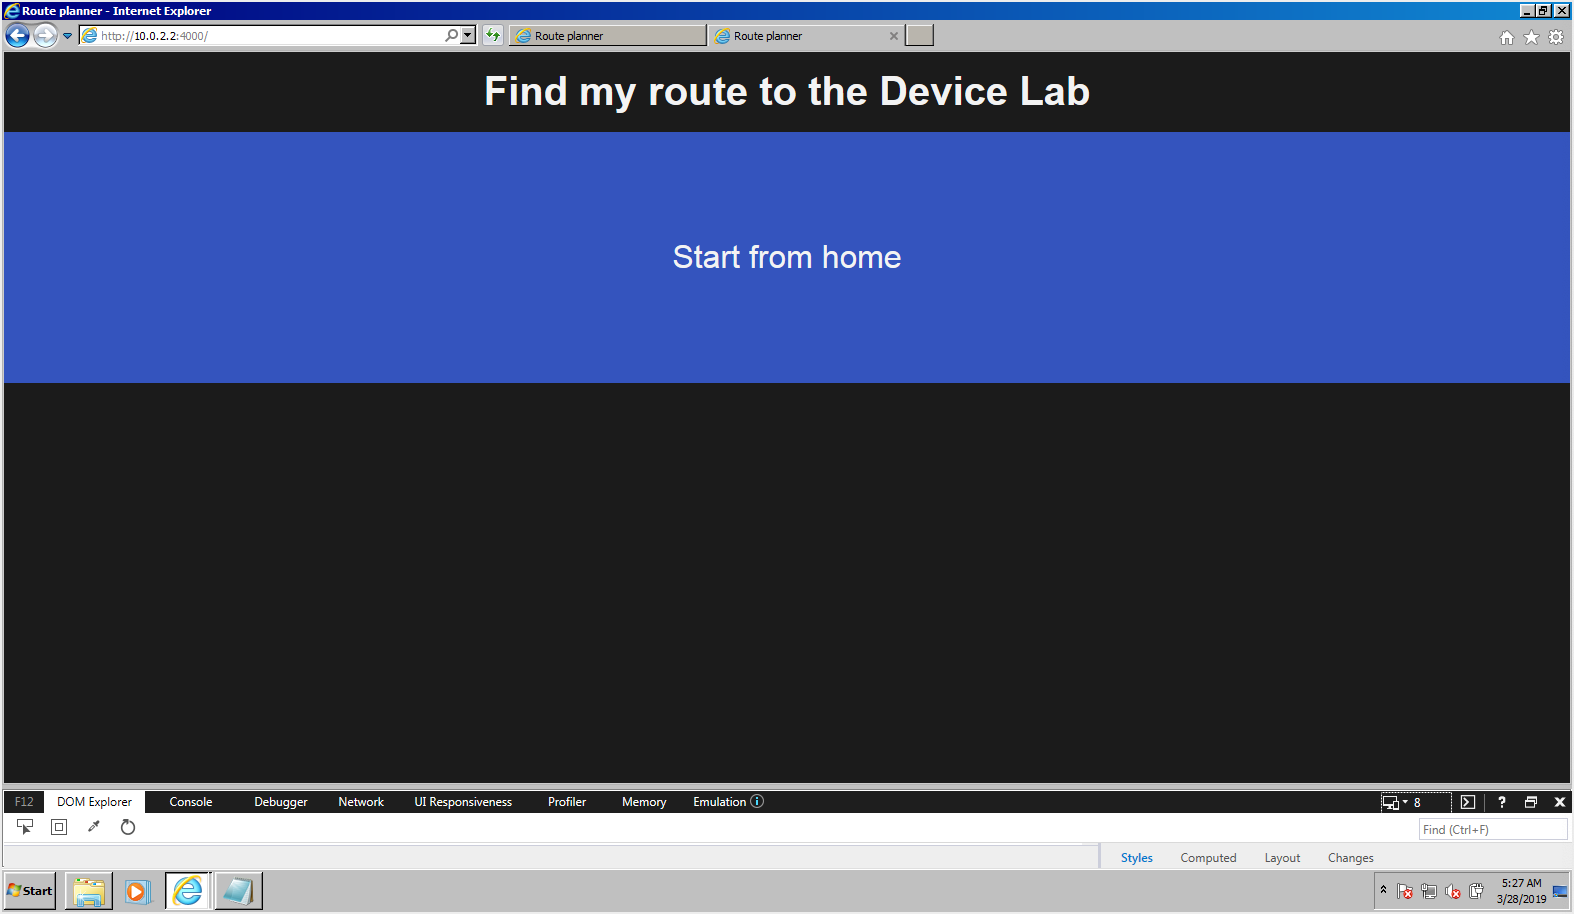 Route planner - Internet Explorer
http://10.0.2.2:4000/
Route planner
Route planner
Find my route to the Device Lab
Start from home
F12 DOM Explorer Console Debugger Network UI Responsiveness Profiler Memory Emulation 8 ?
Find (Ctrl+F)
Styles Computed Layout Changes
Start
5:27 AM
3/28/2019